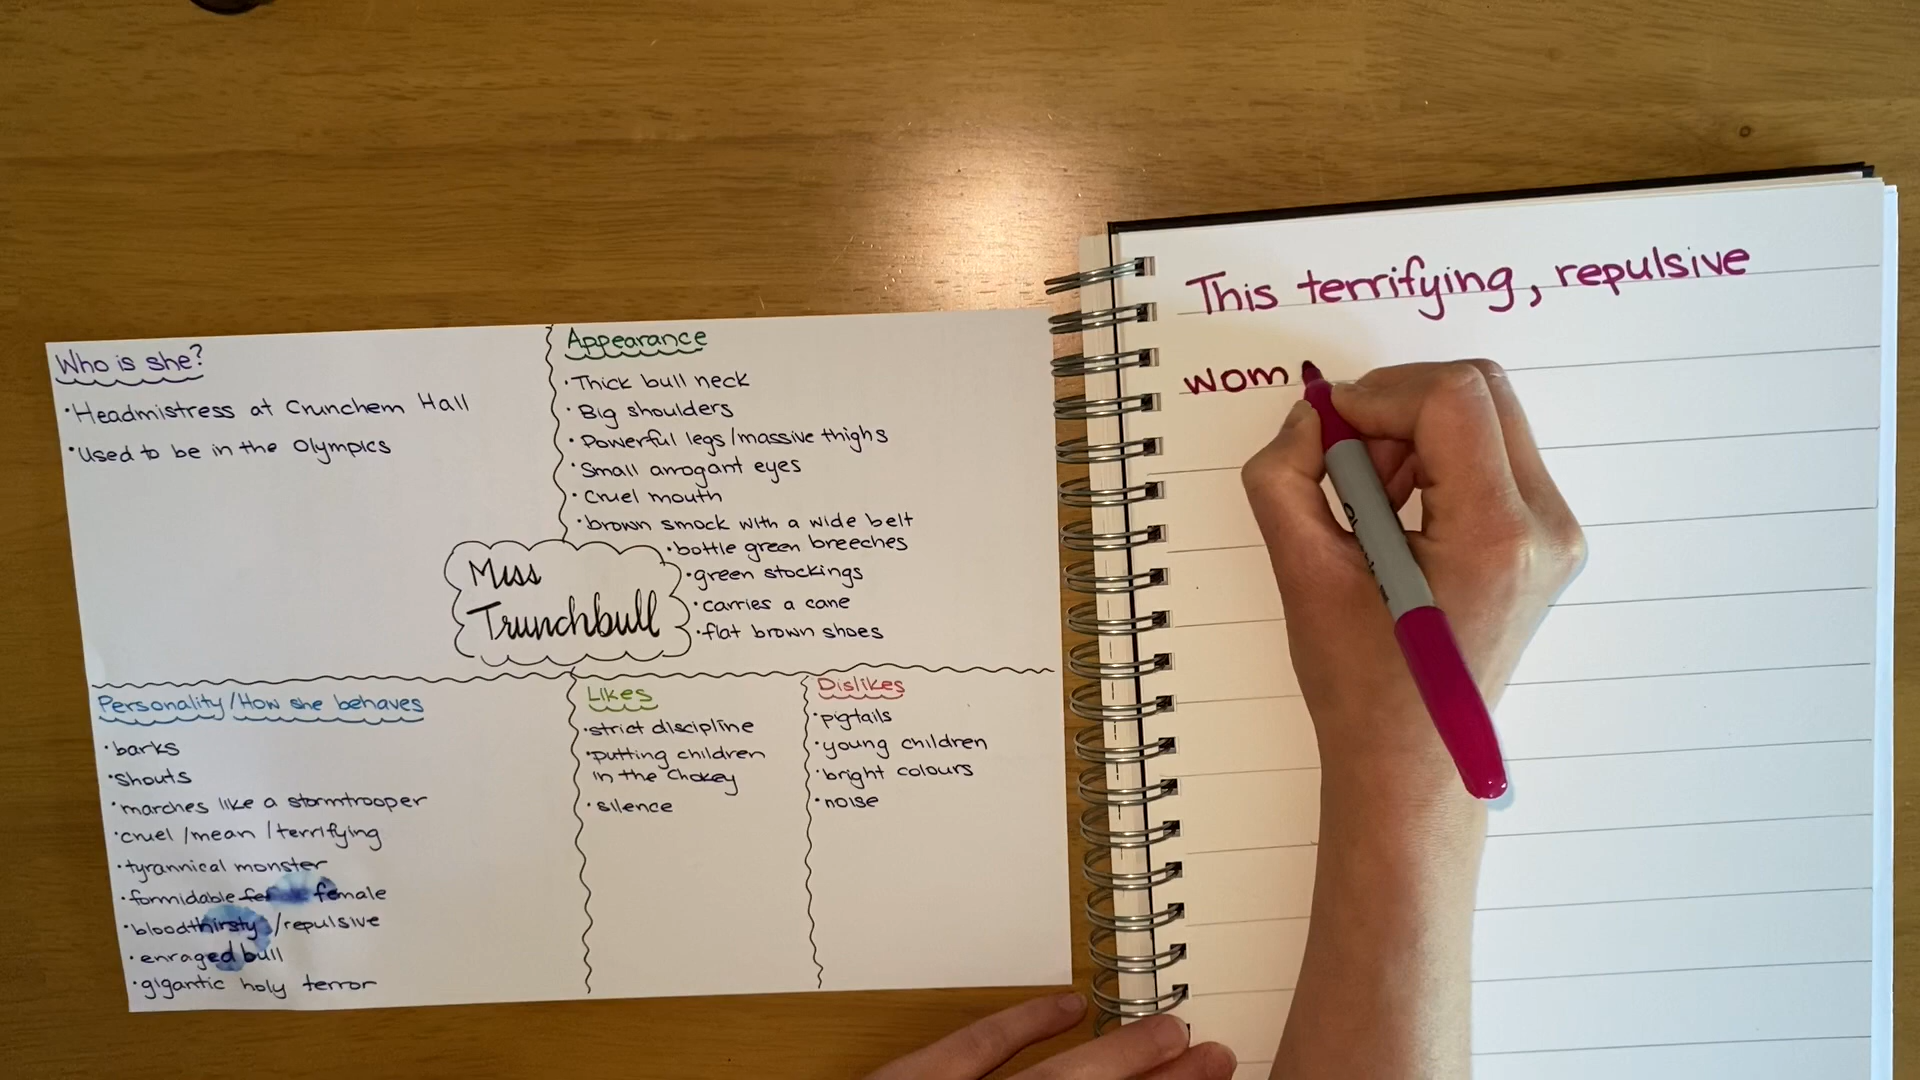 Who is she?
•Headmistress at Crunchem Hall
•Used to be in the Olympics
Appearance
•Thick bull neck
•Big shoulders
•Powerful legs/massive thighs
•Small arrogant eyes
•Cruel mouth
•brown smock with a wide belt
•bottle green breeches
•green stockings
•carries a cane
•flat brown shoes
Miss
Trunchbull
Personality/How she behaves
•barks
•Shouts
•marches like a stormtrooper
•cruel/mean/terrifying
•tyrannical monster
•formidable female
•bloodthirsty/repulsive
•enraged bull
•gigantic holy terror
Likes
•strict discipline
•putting children
in the Chokey
•silence
Dislikes
•pigtails
•young children
•bright colours
•noise
This terrifying, repulsive
wom